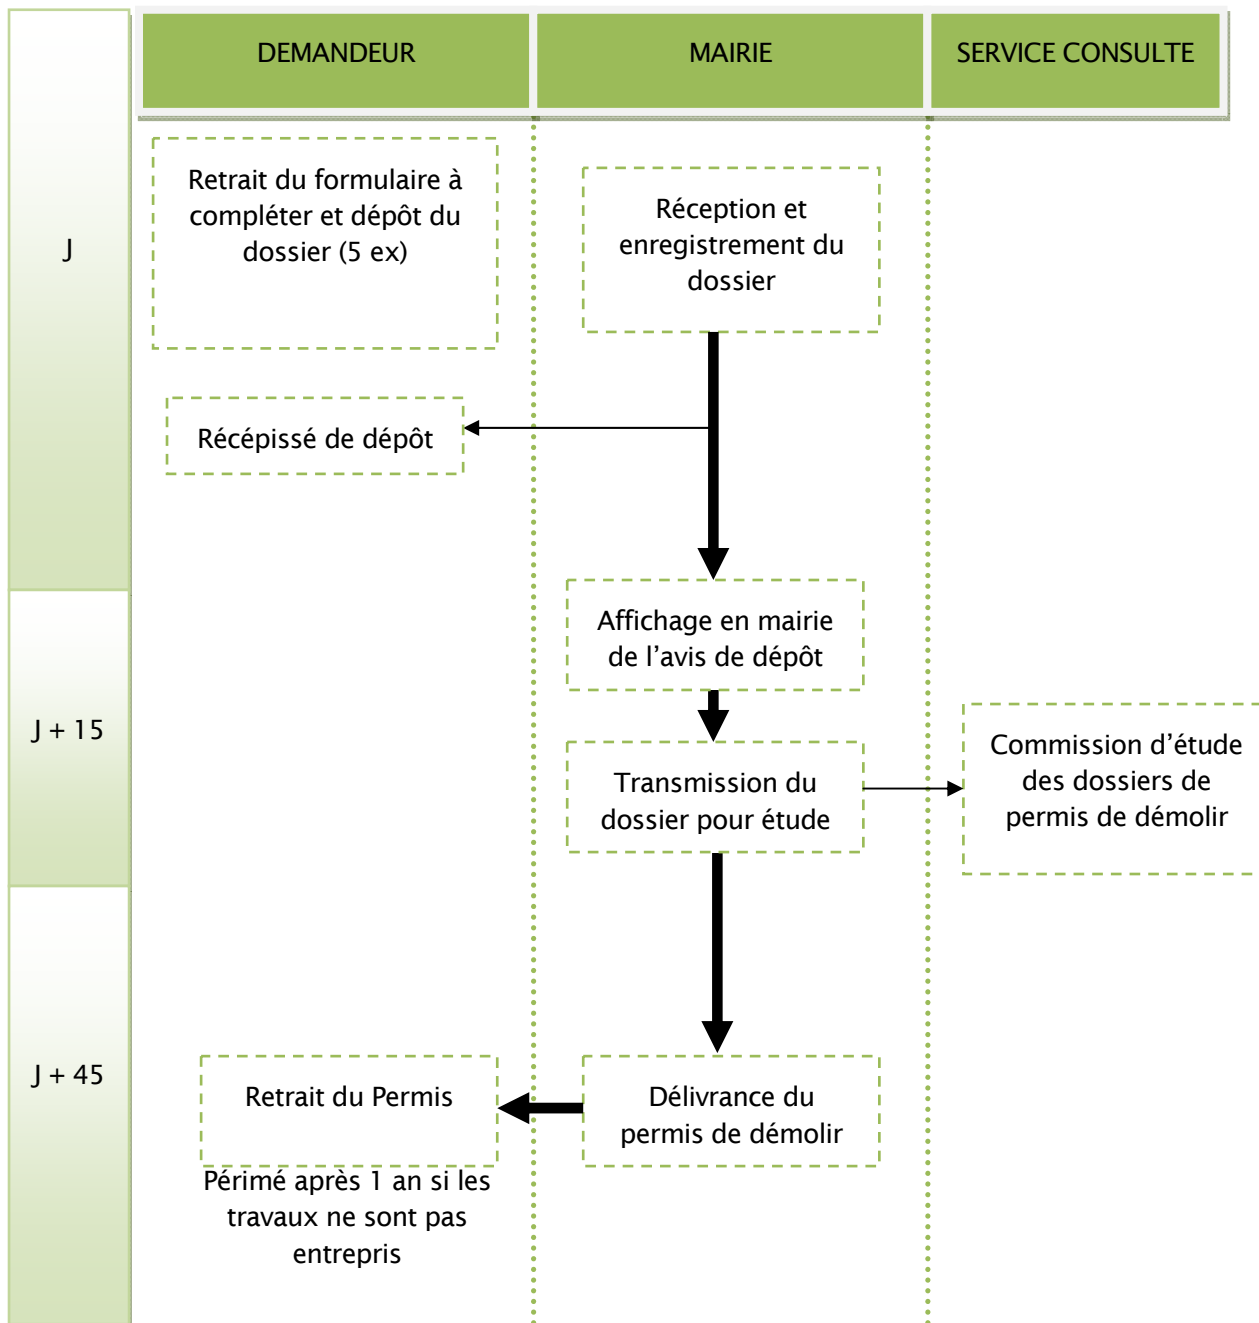 DEMANDEUR
MAIRIE
SERVICE CONSULTE
J
Retrait du formulaire à
compléter et dépôt du
dossier (5 ex)
Réception et
enregistrement du
dossier
Récépissé de dépôt
Affichage en mairie
de l’avis de dépôt
J + 15
Transmission du
dossier pour étude
Commission d’étude
des dossiers de
permis de démolir
J + 45
Retrait du Permis
Délivrance du
permis de démolir
Périmé après 1 an si les
travaux ne sont pas
entrepris